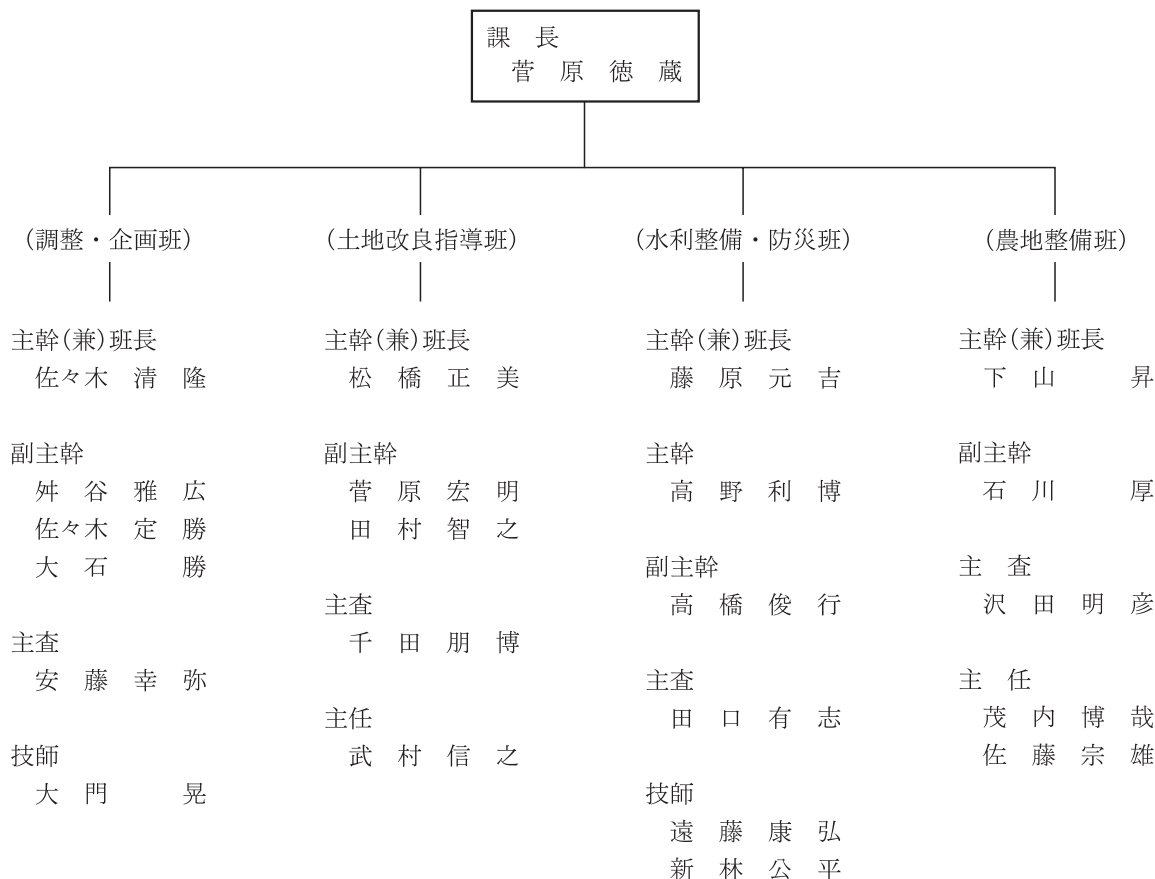 課 長
菅 原 徳 蔵
（調整・企画班）
主幹（兼）班長
佐々木 清 隆
副主幹
舛 谷 雅 広
佐々木 定 勝
大 石 勝
主査
安 藤 幸 弥
技師
大 門 晃
（土地改良指導班）
主幹（兼）班長
松 橋 正 美
副主幹
菅 原 宏 明
田 村 智 之
主査
千 田 朋 博
主任
武 村 信 之
（水利整備・防災班）
主幹（兼）班長
藤 原 元 吉
主幹
高 野 利 博
副主幹
高 橋 俊 行
主査
田 口 有 志
技師
遠 藤 康 弘
新 林 公 平
（農地整備班）
主幹（兼）班長
下 山 昇
副主幹
石 川 厚
主 査
沢 田 明 彦
主 任
茂 内 博 哉
佐 藤 宗 雄